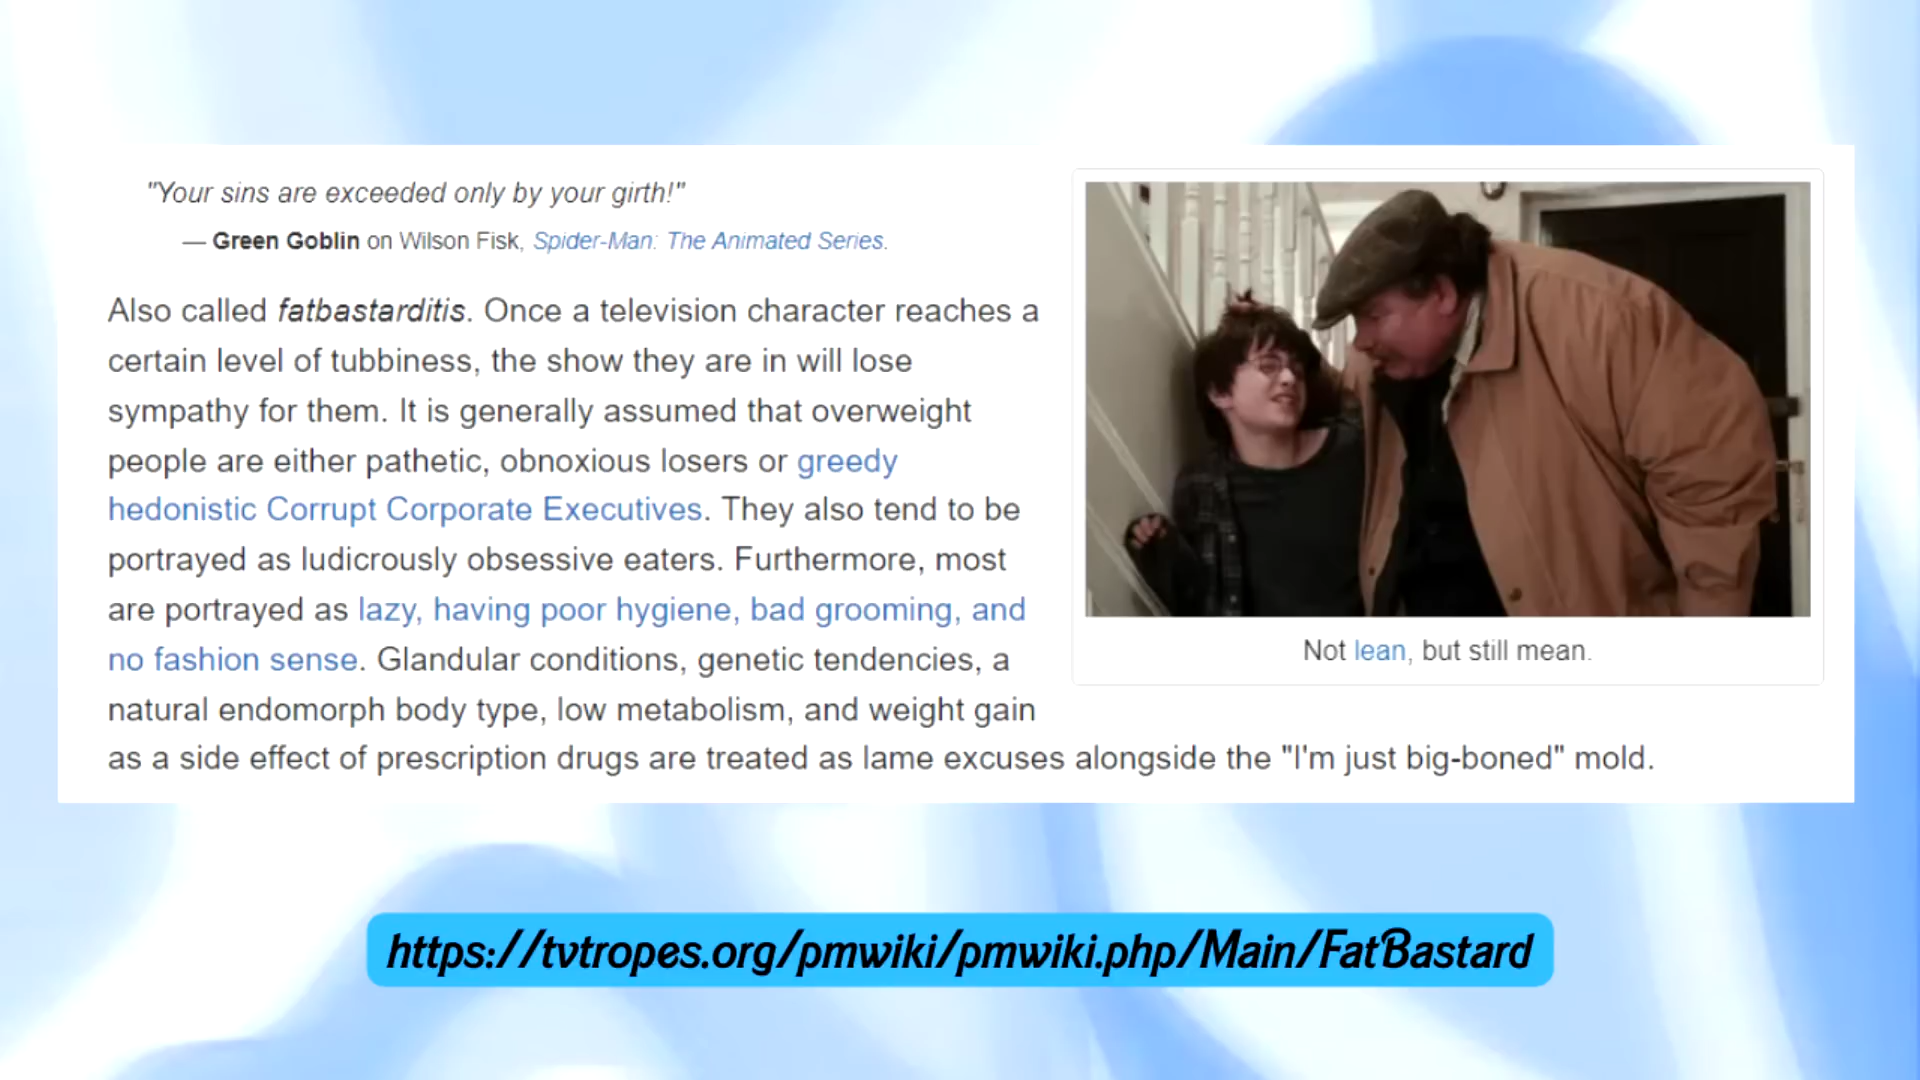 "Your sins are exceeded only by your girth!"
— Green Goblin on Wilson Fisk, Spider-Man: The Animated Series.
Also called fatbastarditis. Once a television character reaches a
certain level of tubbiness, the show they are in will lose
sympathy for them. It is generally assumed that overweight
people are either pathetic, obnoxious losers or greedy
hedonistic Corrupt Corporate Executives. They also tend to be
portrayed as ludicrously obsessive eaters. Furthermore, most
are portrayed as lazy, having poor hygiene, bad grooming, and
no fashion sense. Glandular conditions, genetic tendencies, a
natural endomorph body type, low metabolism, and weight gain
as a side effect of prescription drugs are treated as lame excuses alongside the "I'm just big-boned" mold.
Not lean, but still mean.
https://tvtropes.org/pmwiki/pmwiki.php/Main/FatBastard